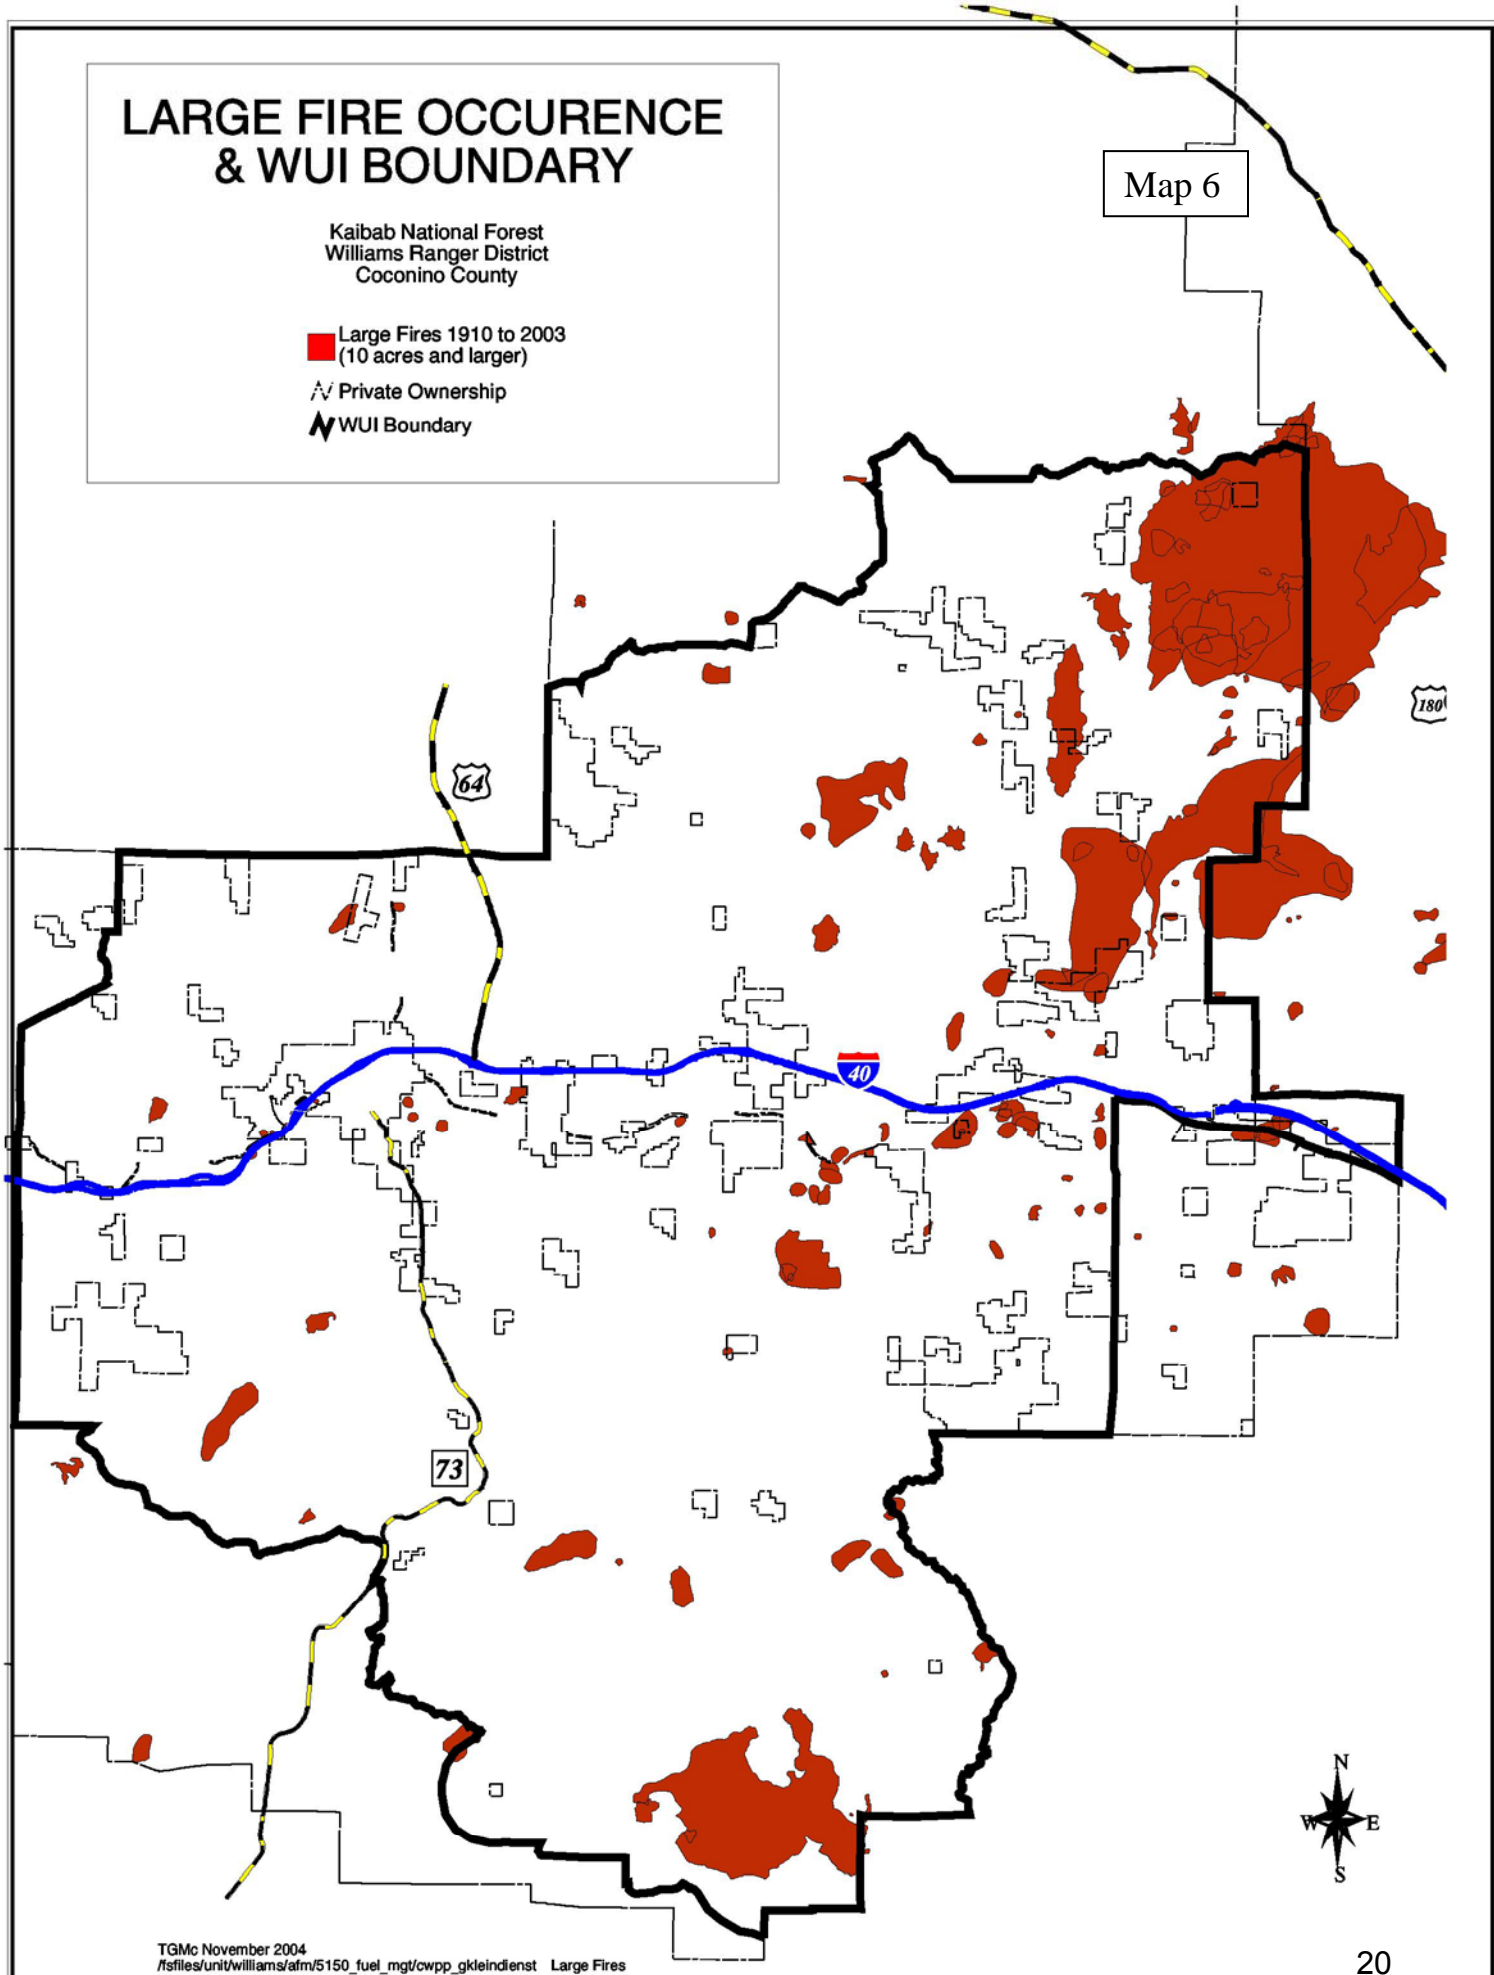 LARGE FIRE OCCURENCE
& WUI BOUNDARY
Kaibab National Forest
Williams Ranger District
Coconino County
Large Fires 1910 to 2003
(10 acres and larger)
Private Ownership
WUI Boundary
Map 6
180
64
40
73
N
W E
S
TGMc November 2004
/fsfiles/unit/williams/afm/5150_fuel_mgt/cwpp_gkleindienst Large Fires
20